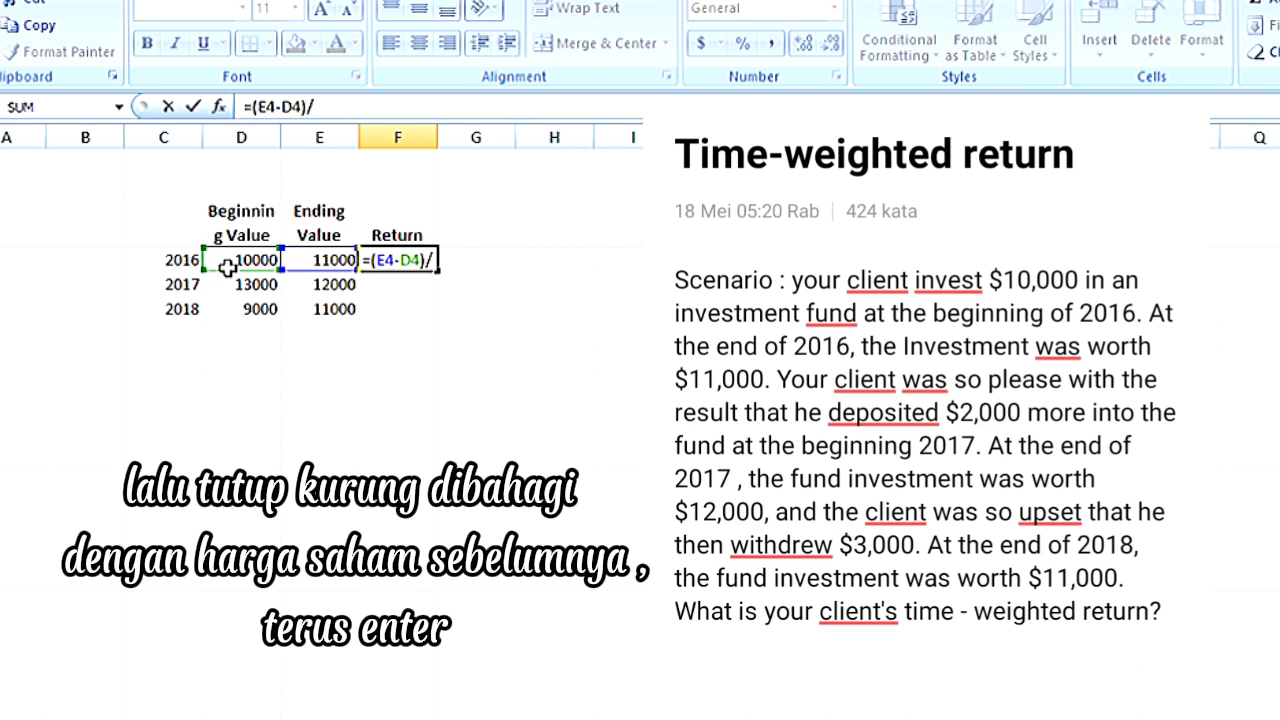 Cut
11
A A
Wrap Text
General
Copy
B I U
A
Merge & Center
$ % ,
Conditional
Formatting
Format
as Table
Cell
Styles
Insert
Delete
Format
Format Painter
lipboard
Font
Alignment
Number
Styles
Cells
SUM
fx
=(E4-D4)/
A B C D E F G H I Q
Beginnin Ending
g Value Value Return
2016 10000 11000 =(E4-D4)/
2017 13000 12000
2018 9000 11000
Time-weighted return
18 Mei 05:20 Rab | 424 kata
Scenario : your client invest $10,000 in an
investment fund at the beginning of 2016. At
the end of 2016, the Investment was worth
$11,000. Your client was so please with the
result that he deposited $2,000 more into the
fund at the beginning 2017. At the end of
2017 , the fund investment was worth
$12,000, and the client was so upset that he
then withdrew $3,000. At the end of 2018,
the fund investment was worth $11,000.
What is your client's time - weighted return?
lalu tutup kurung dibahagi
dengan harga saham sebelumnya ,
terus enter